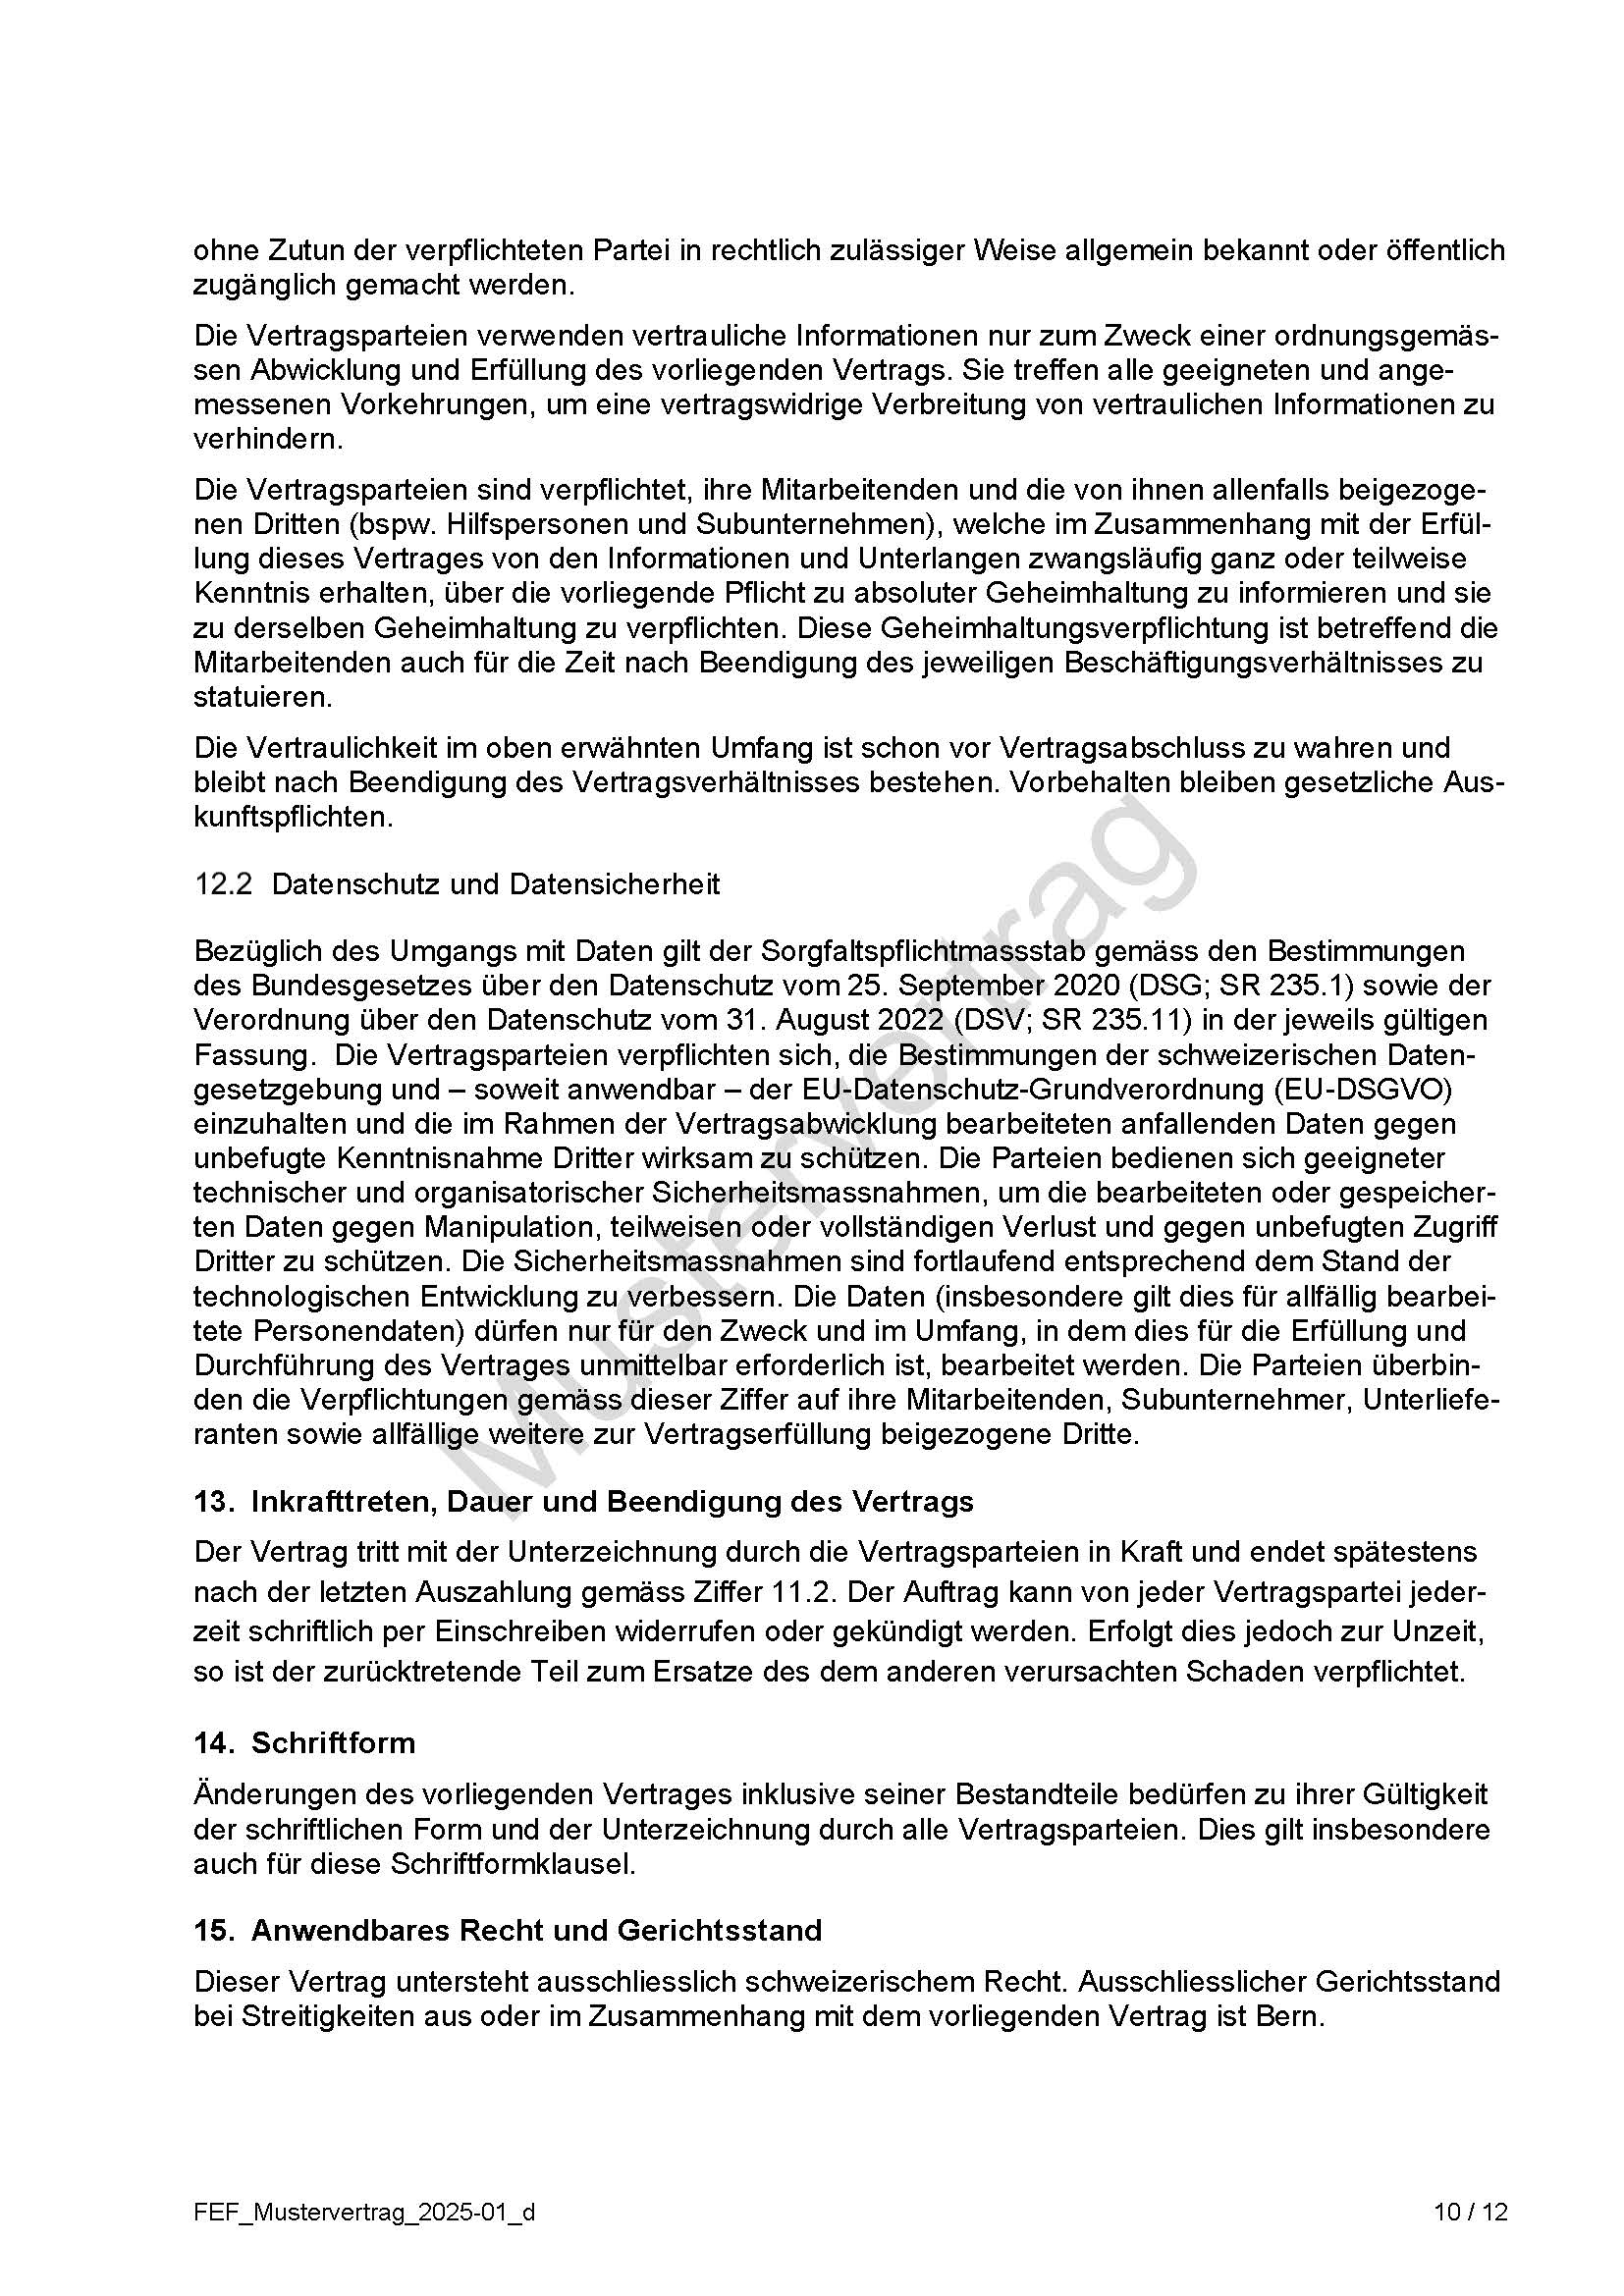 ohne Zutun der verpflichteten Partei in rechtlich zulässiger Weise allgemein bekannt oder öffentlich
zugänglich gemacht werden.
Die Vertragsparteien verwenden vertrauliche Informationen nur zum Zweck einer ordnungsgemäs-
sen Abwicklung und Erfüllung des vorliegenden Vertrags. Sie treffen alle geeigneten und ange-
messenen Vorkehrungen, um eine vertragswidrige Verbreitung von vertraulichen Informationen zu
verhindern.
Die Vertragsparteien sind verpflichtet, ihre Mitarbeitenden und die von ihnen allenfalls beigezoge-
nen Dritten (bspw. Hilfspersonen und Subunternehmen), welche im Zusammenhang mit der Erfül-
lung dieses Vertrages von den Informationen und Unterlangen zwangsläufig ganz oder teilweise
Kenntnis erhalten, über die vorliegende Pflicht zu absoluter Geheimhaltung zu informieren und sie
zu derselben Geheimhaltung zu verpflichten. Diese Geheimhaltungsverpflichtung ist betreffend die
Mitarbeitenden auch für die Zeit nach Beendigung des jeweiligen Beschäftigungsverhältnisses zu
statuieren.
Die Vertraulichkeit im oben erwähnten Umfang ist schon vor Vertragsabschluss zu wahren und
bleibt nach Beendigung des Vertragsverhältnisses bestehen. Vorbehalten bleiben gesetzliche Aus-
kunftspflichten.
12.2 Datenschutz und Datensicherheit
Bezüglich des Umgangs mit Daten gilt der Sorgfaltspflichtmassstab gemäss den Bestimmungen
des Bundesgesetzes über den Datenschutz vom 25. September 2020 (DSG; SR 235.1) sowie der
Verordnung über den Datenschutz vom 31. August 2022 (DSV; SR 235.11) in der jeweils gültigen
Fassung. Die Vertragsparteien verpflichten sich, die Bestimmungen der schweizerischen Daten-
gesetzgebung und – soweit anwendbar – der EU-Datenschutz-Grundverordnung (EU-DSGVO)
einzuhalten und die im Rahmen der Vertragsabwicklung bearbeiteten anfallenden Daten gegen
unbefugte Kenntnisnahme Dritter wirksam zu schützen. Die Parteien bedienen sich geeigneter
technischer und organisatorischer Sicherheitsmassnahmen, um die bearbeiteten oder gespeicher-
ten Daten gegen Manipulation, teilweisen oder vollständigen Verlust und gegen unbefugten Zugriff
Dritter zu schützen. Die Sicherheitsmassnahmen sind fortlaufend entsprechend dem Stand der
technologischen Entwicklung zu verbessern. Die Daten (insbesondere gilt dies für allfällig bearbei-
tete Personendaten) dürfen nur für den Zweck und im Umfang, in dem dies für die Erfüllung und
Durchführung des Vertrages unmittelbar erforderlich ist, bearbeitet werden. Die Parteien überbin-
den die Verpflichtungen gemäss dieser Ziffer auf ihre Mitarbeitenden, Subunternehmer, Unterliefe-
ranten sowie allfällige weitere zur Vertragserfüllung beigezogene Dritte.
13. Inkrafttreten, Dauer und Beendigung des Vertrags
Der Vertrag tritt mit der Unterzeichnung durch die Vertragsparteien in Kraft und endet spätestens
nach der letzten Auszahlung gemäss Ziffer 11.2. Der Auftrag kann von jeder Vertragspartei jeder-
zeit schriftlich per Einschreiben widerrufen oder gekündigt werden. Erfolgt dies jedoch zur Unzeit,
so ist der zurücktretende Teil zum Ersatze des dem anderen verursachten Schaden verpflichtet.
14. Schriftform
Änderungen des vorliegenden Vertrages inklusive seiner Bestandteile bedürfen zu ihrer Gültigkeit
der schriftlichen Form und der Unterzeichnung durch alle Vertragsparteien. Dies gilt insbesondere
auch für diese Schriftformklausel.
15. Anwendbares Recht und Gerichtsstand
Dieser Vertrag untersteht ausschliesslich schweizerischem Recht. Ausschliesslicher Gerichtsstand
bei Streitigkeiten aus oder im Zusammenhang mit dem vorliegenden Vertrag ist Bern.
Mustervertrag
FEF_Mustervertrag_2025-01_d
10 / 12